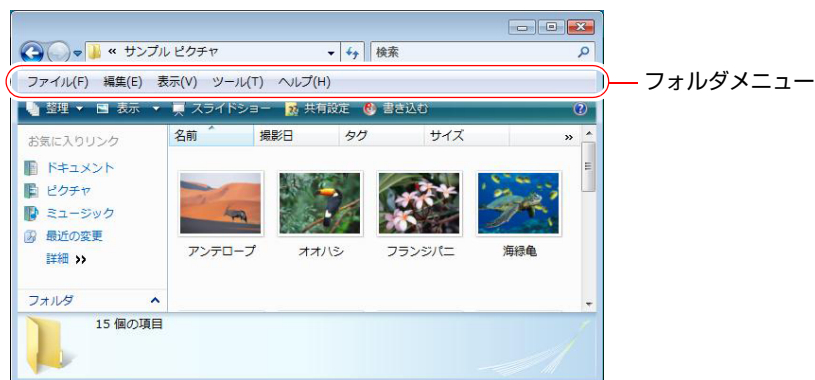 « サンプル ピクチャ 検索
ファイル(F) 編集(E) 表示(V) ツール(T) ヘルプ(H)
フォルダメニュー
整理 表示 スライドショー 共有設定 書き込む
お気に入りリンク
名前 撮影日 タグ サイズ »
ドキュメント
ピクチャ
ミュージック
最近の変更
詳細 »
アンテロープ オオハシ フランジパニ 海緑亀
フォルダ
15 個の項目